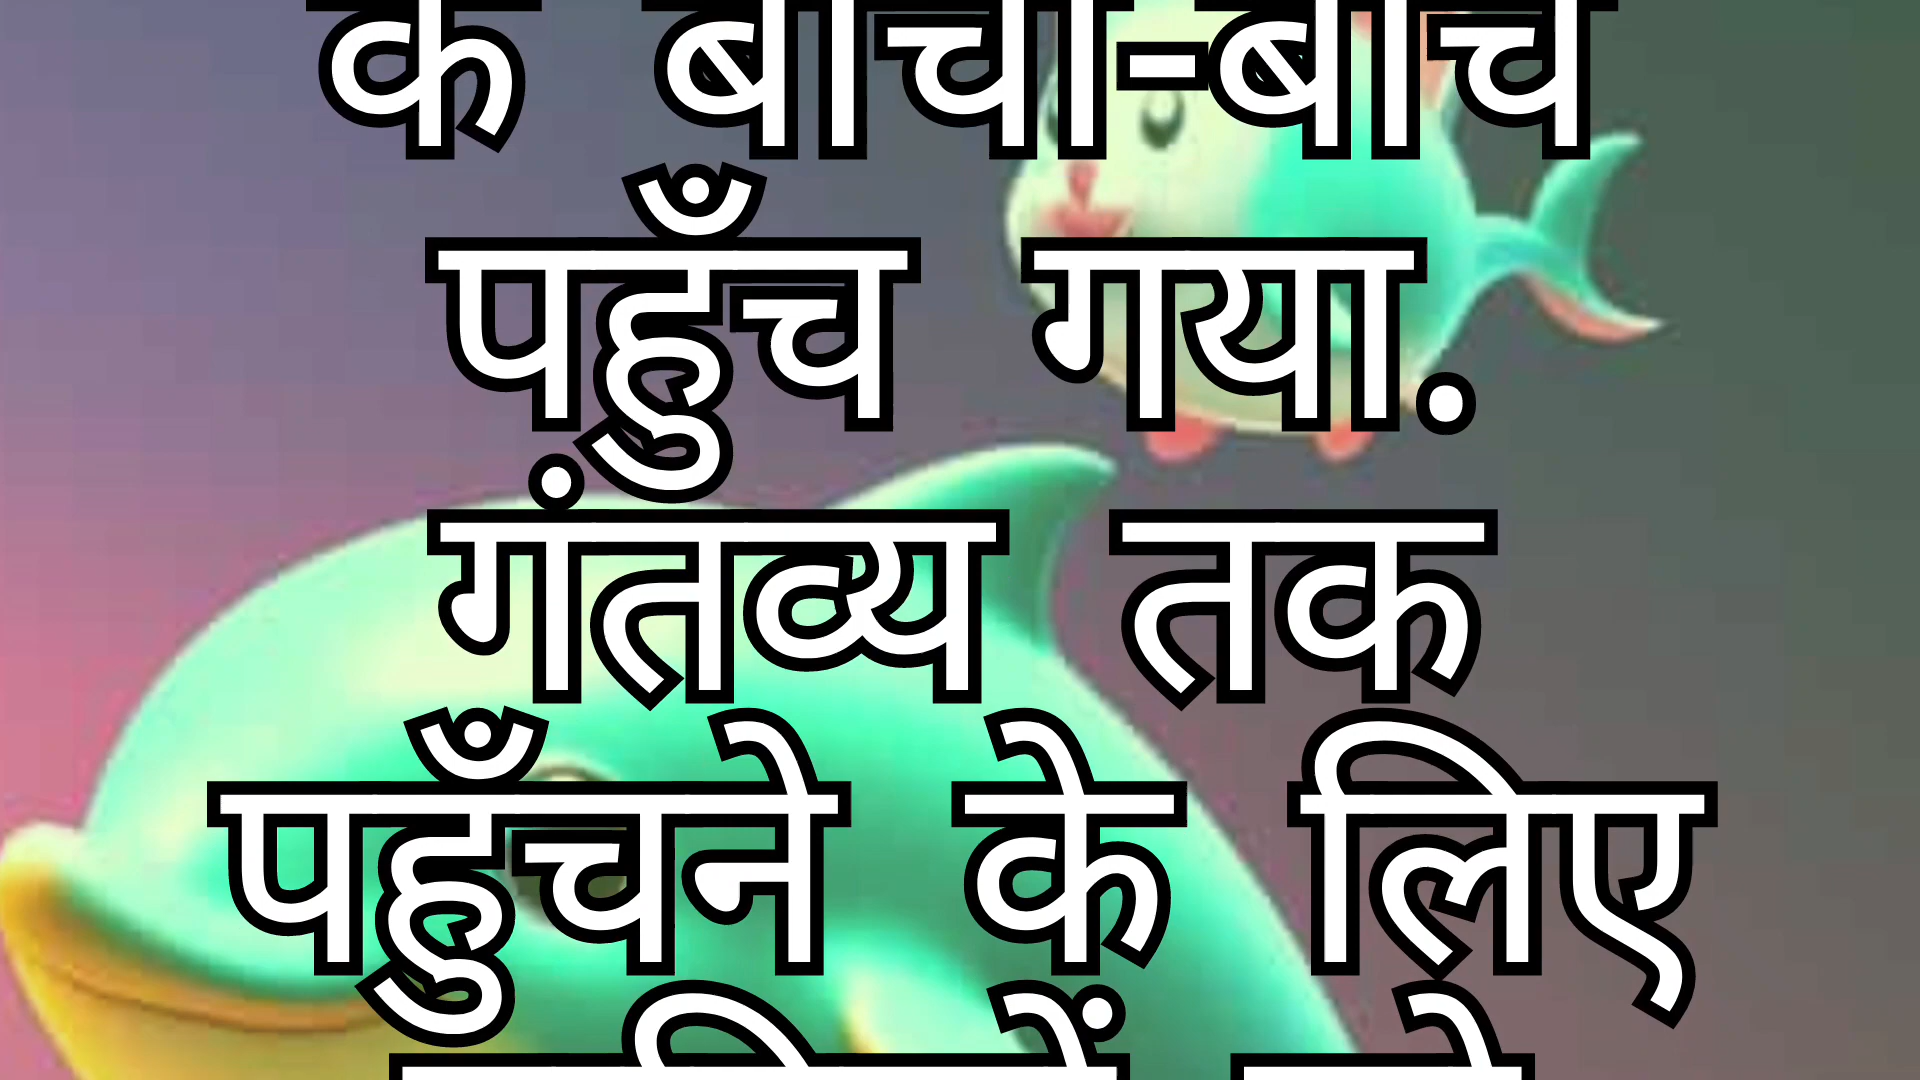 के बीचों-बीच
पहुँच गया.
गंतव्य तक
पहुँचने के लिए